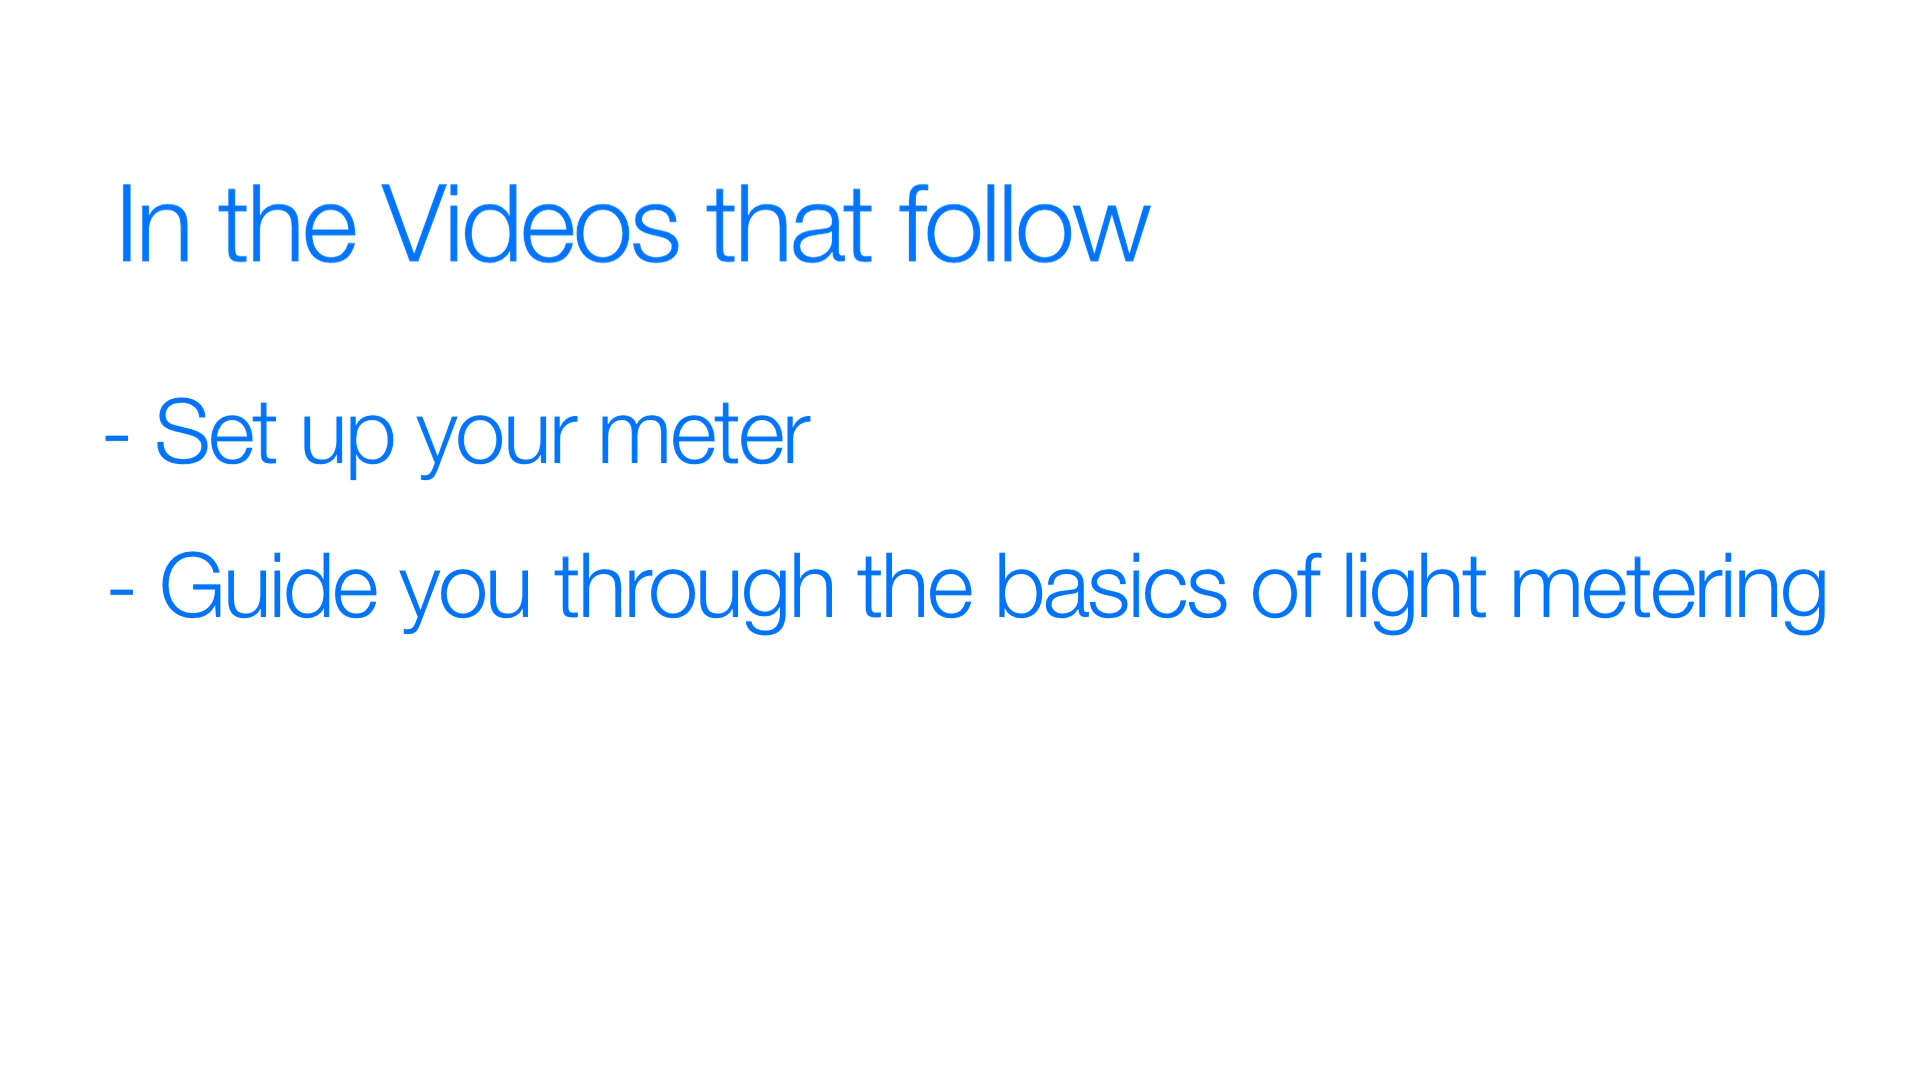 In the Videos that follow
- Set up your meter
- Guide you through the basics of light metering